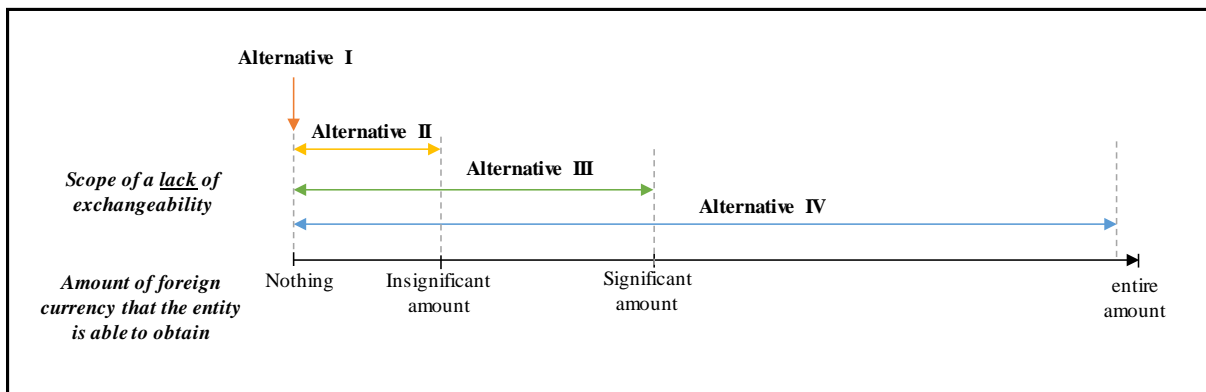 Alternative I
Alternative II
Alternative III
Scope of a lack of
exchangeability
Alternative IV
Nothing
Insignificant
amount
Significant
amount
entire
amount
Amount of foreign
currency that the entity
is able to obtain